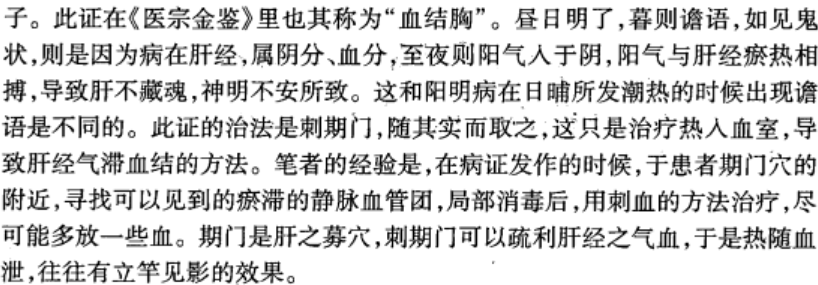 子。此证在《医宗金鉴》里也其称为“血结胸”。昼日明了,暮则谵语,如见鬼
状,则是因为病在肝经,属阴分、血分,至夜则阳气人于阴,阳气与肝经瘀热相
搏,导致肝不藏魂,神明不安所致。这和阳明病在日晡所发潮热的时候出现谵
语是不同的。此证的治法是刺期门,随其实而取之,这只是治疗热人血室,导
致肝经气滞血结的方法。笔者的经验是,在病证发作的时候,于患者期门穴的
附近,寻找可以见到的瘀滞的静脉血管团,局部消毒后,用刺血的方法治疗,尽
可能多放一些血。期门是肝之募穴,刺期门可以疏利肝经之气血,于是热随血
泄,往往有立竿见影的效果。